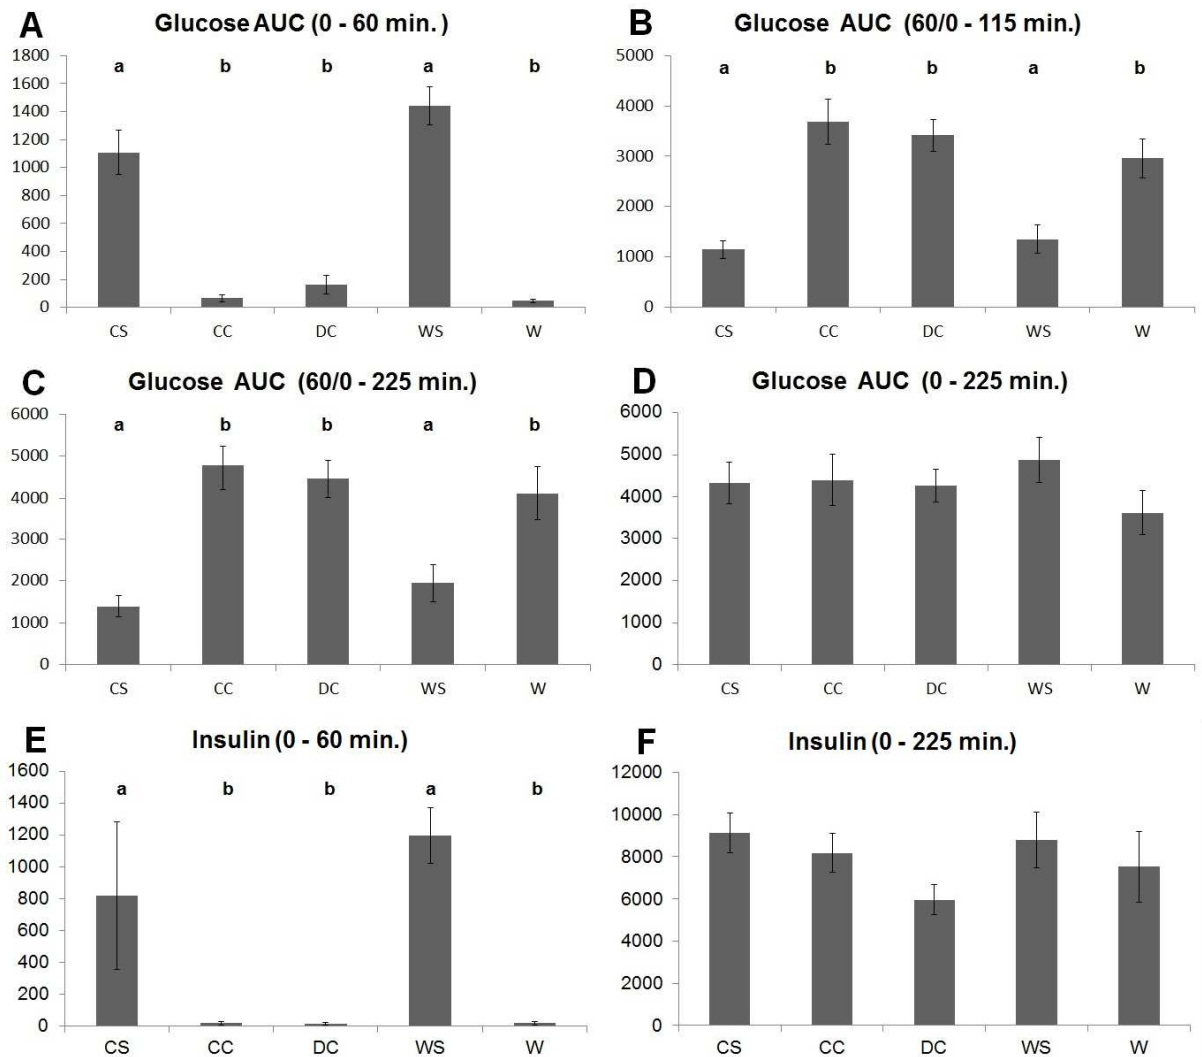 A Glucose AUC (0 - 60 min. )
1800
1600
1400
1200
1000
800
600
400
200
0
a b b a b
CS CC DC WS W
B Glucose AUC (60/0 - 115 min.)
5000
4000
3000
2000
1000
0
a b b a b
CS CC DC WS W
C Glucose AUC (60/0 - 225 min.)
6000
5000
4000
3000
2000
1000
0
a b b a b
CS CC DC WS W
D Glucose AUC (0 - 225 min.)
6000
5000
4000
3000
2000
1000
0
CS CC DC WS W
E Insulin (0 - 60 min.)
1600
1400
1200
1000
800
600
400
200
0
a b b a b
CS CC DC WS W
F Insulin (0 - 225 min.)
12000
10000
8000
6000
4000
2000
0
CS CC DC WS W